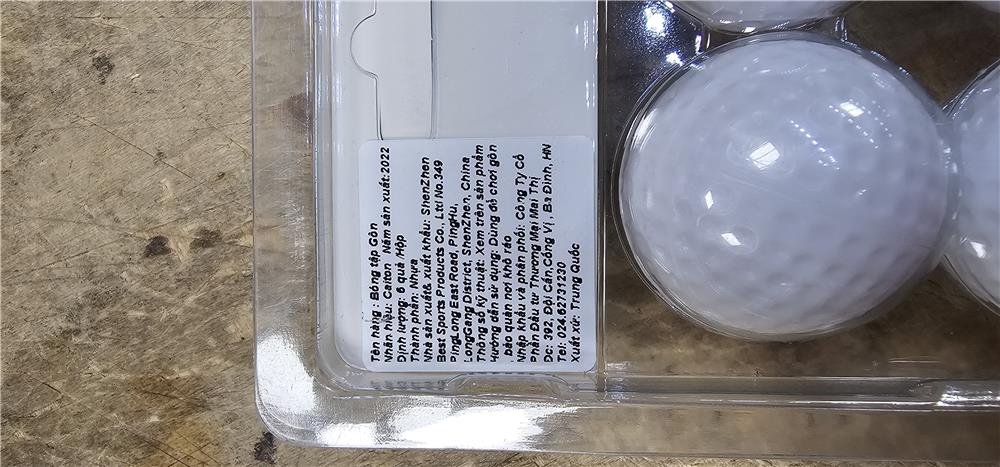 Tên hàng : Bóng tập Gôn
Nhãn hiệu: Caiton Năm sản xuất:2022
Định lượng: 6 quả /Hộp
Thành phần: Nhựa
Nhà sản xuất& xuất khẩu: ShenZhen
Best Sports Products Co., Ltd No.349
PingLong East Road, PingHu,
LongGang District, ShenZhen, China
Thông số kỹ thuật: Xem trên sản phẩm
Hướng dẫn sử dụng: Dùng để chơi gôn
bảo quản nơi khô ráo
Nhập khẩu và phân phối: Công Ty Cổ
Phần Đầu tư Thương Mại Mai Thi
Đc: 392, Đội Cấn,Cống Vị , Ba Đình, HN
Tel: 024.62731230
Xuất xứ: Trung Quốc